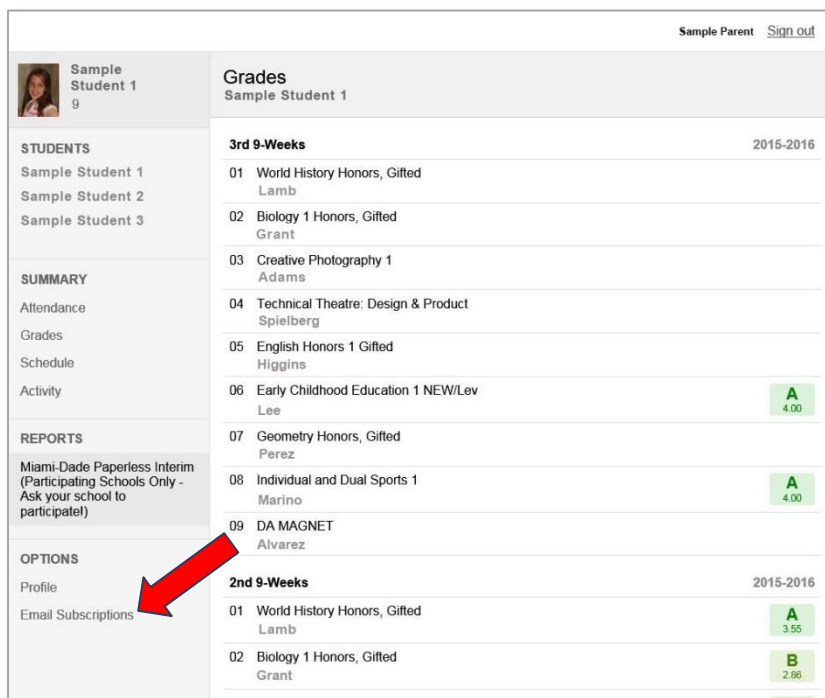 Sample Parent Sign out
Sample
Student 1
9
STUDENTS
Sample Student 1
Sample Student 2
Sample Student 3
SUMMARY
Attendance
Grades
Schedule
Activity
REPORTS
Miami-Dade Paperless Interim
(Participating Schools Only -
Ask your school to
participate!)
OPTIONS
Profile
Email Subscriptions
Grades
Sample Student 1
3rd 9-Weeks 2015-2016
01 World History Honors, Gifted
Lamb
02 Biology 1 Honors, Gifted
Grant
03 Creative Photography 1
Adams
04 Technical Theatre: Design & Product
Spielberg
05 English Honors 1 Gifted
Higgins
06 Early Childhood Education 1 NEW/Lev A
Lee 4.00
07 Geometry Honors, Gifted
Perez
08 Individual and Dual Sports 1 A
Marino 4.00
09 DA MAGNET
Alvarez
2nd 9-Weeks 2015-2016
01 World History Honors, Gifted A
Lamb 3.55
02 Biology 1 Honors, Gifted B
Grant 2.86